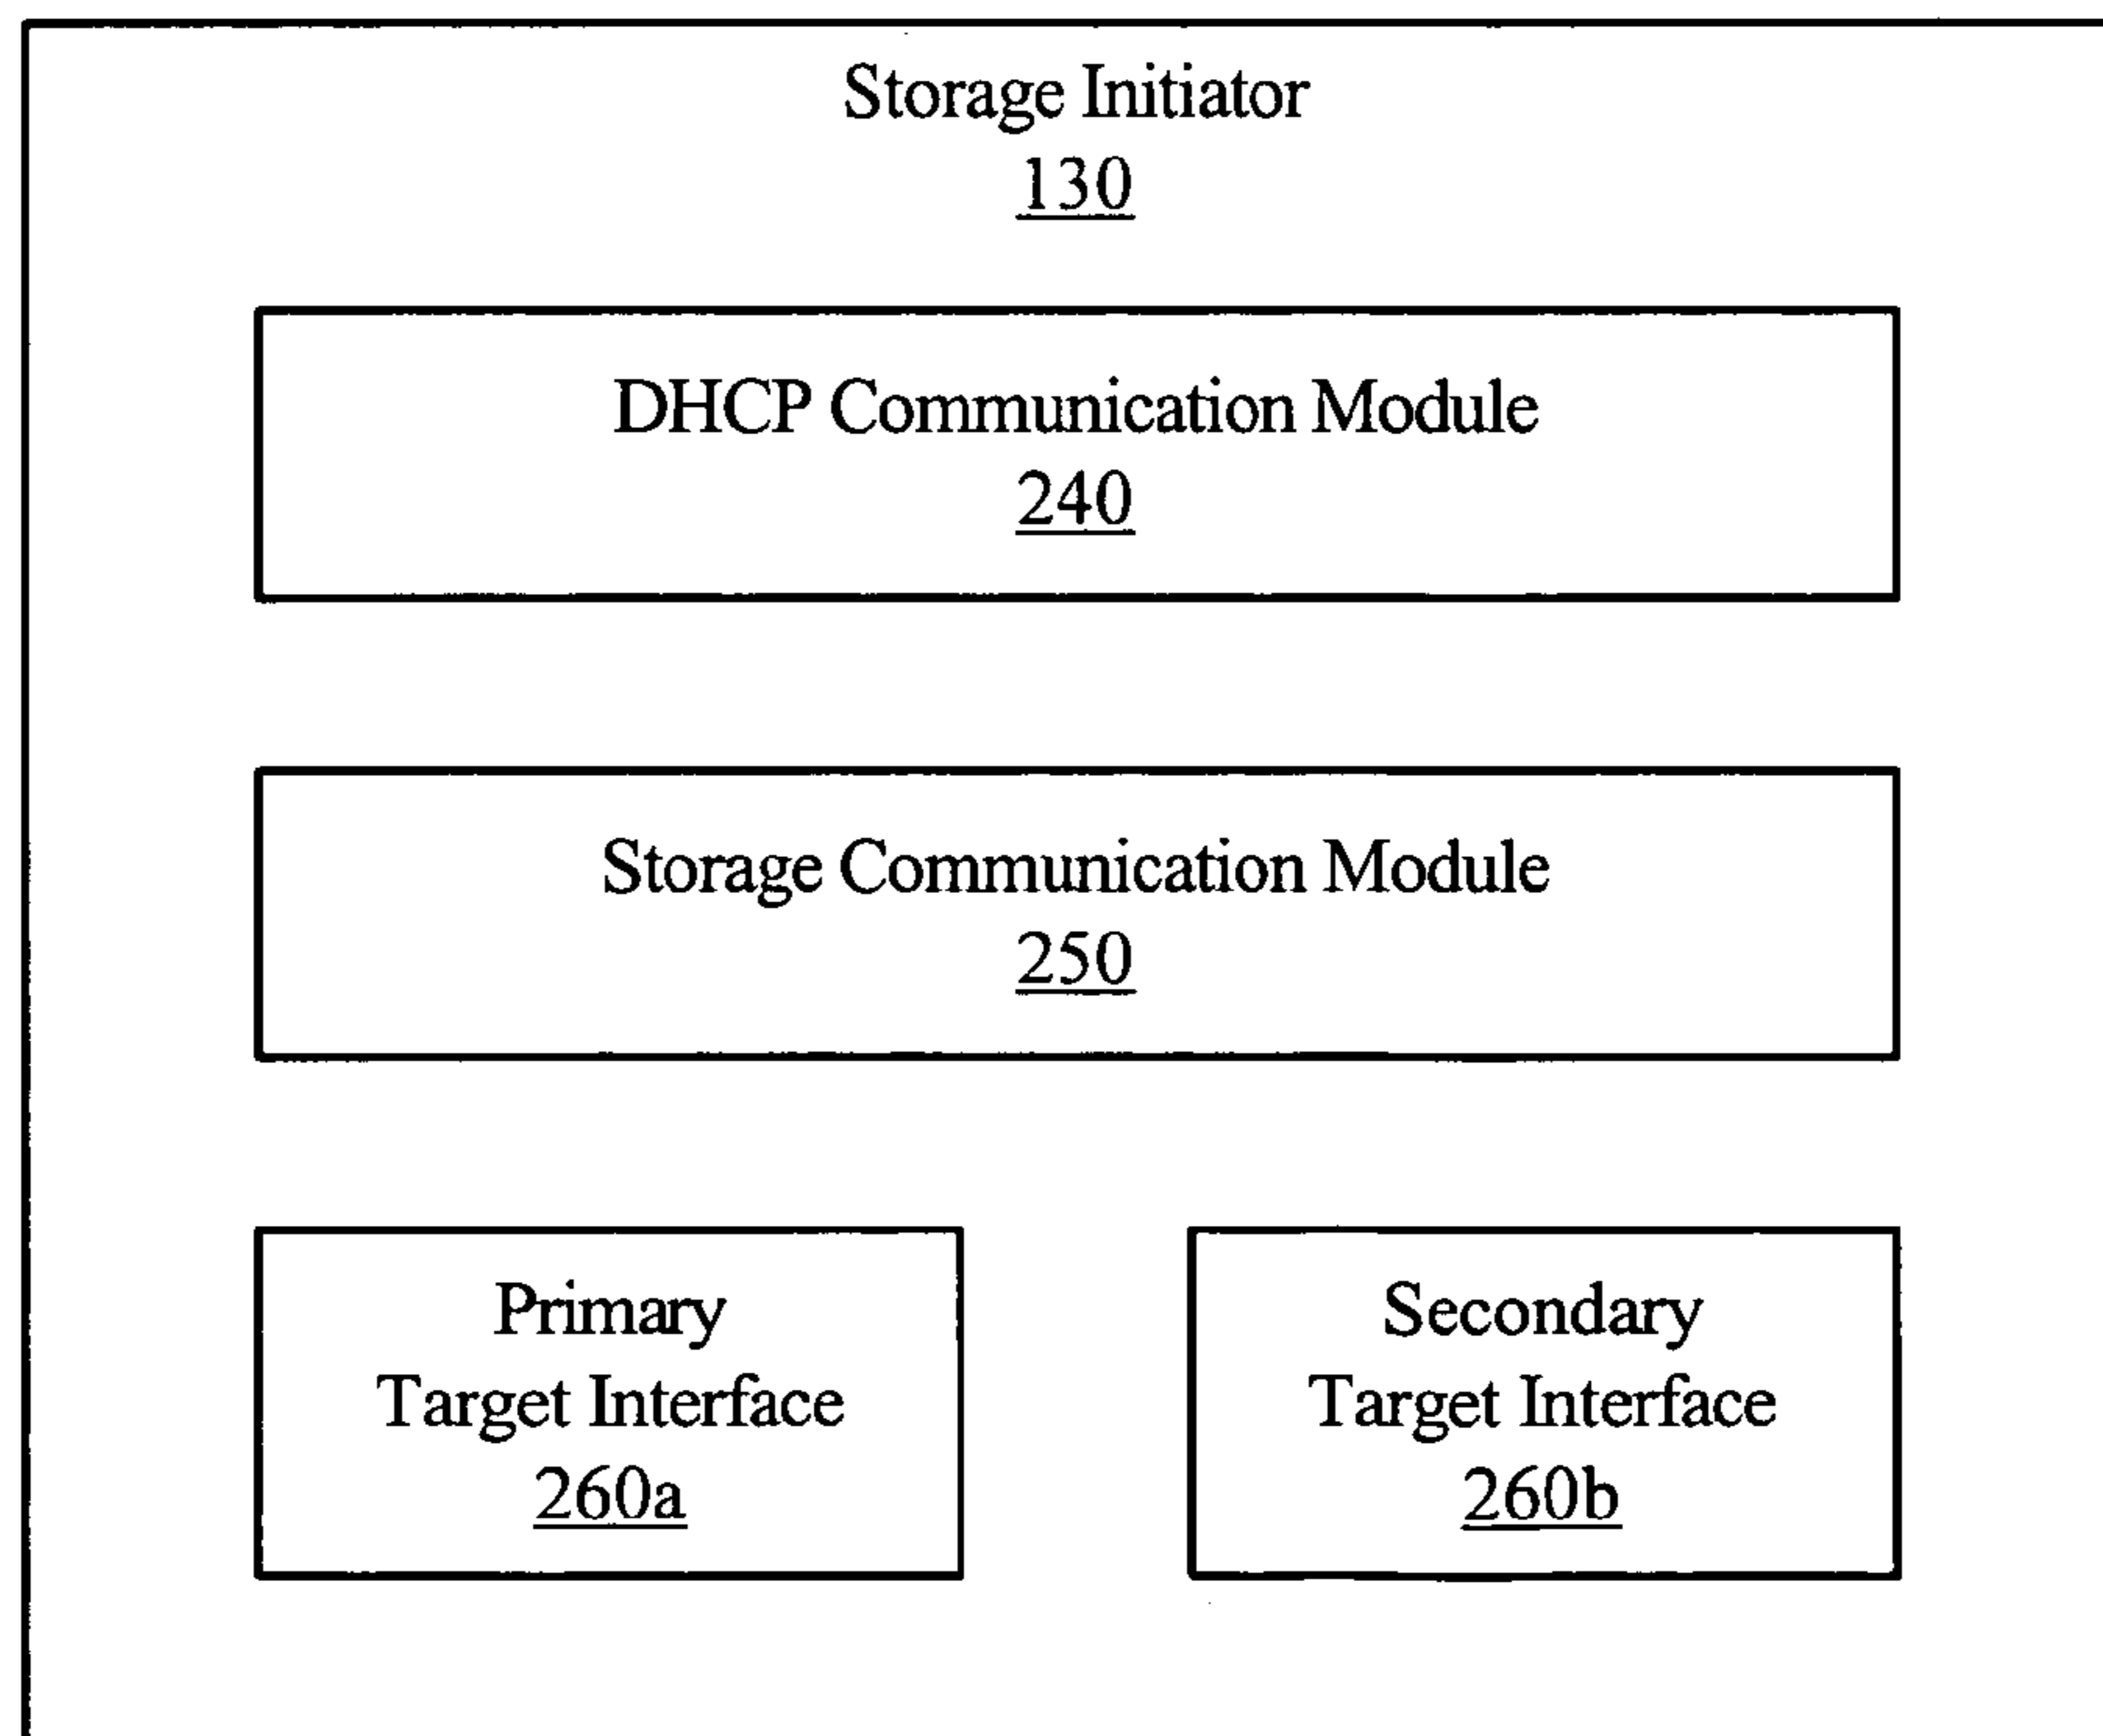 Storage Initiator
130
DHCP Communication Module
240
Storage Communication Module
250
Primary
Target Interface
260a
Secondary
Target Interface
260b